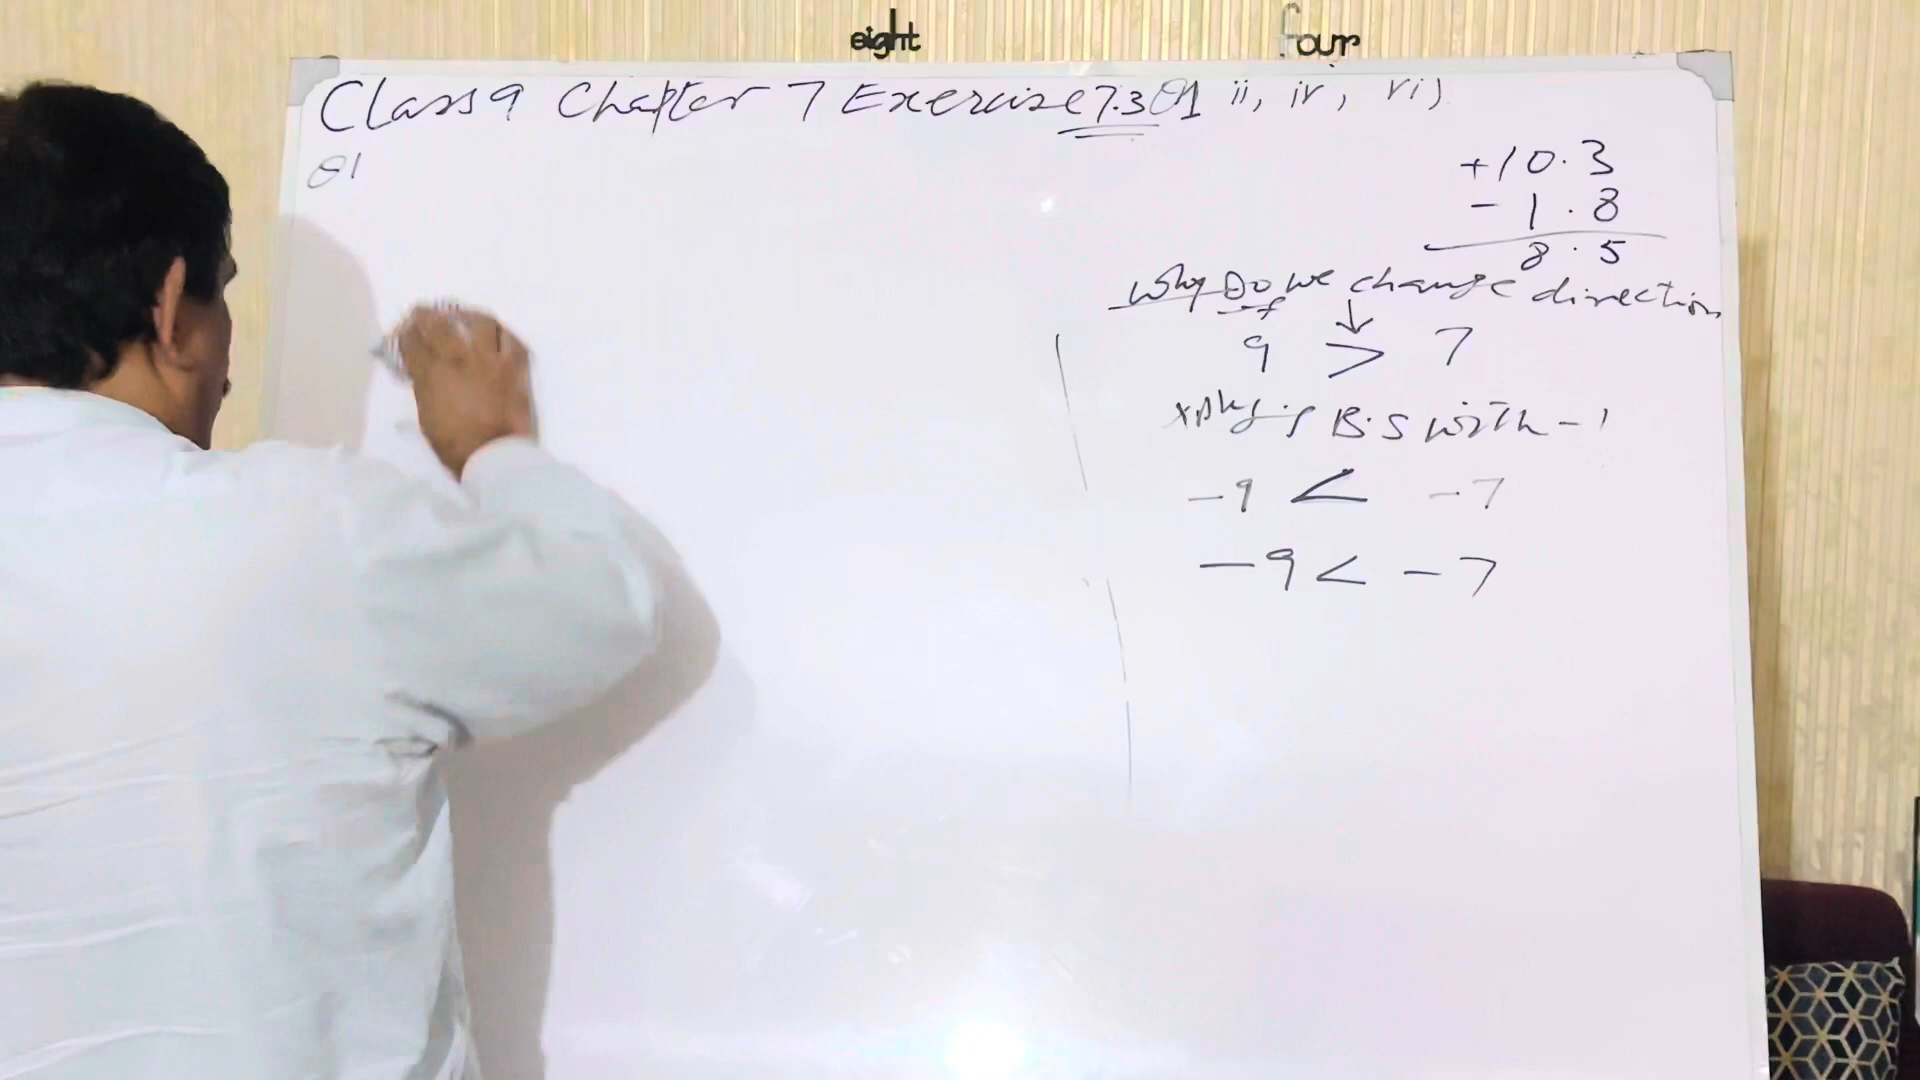 eight four
Class 9 Chapter 7 Exercise 7.3 Q1 ii, iv, vi)
Q1
+10.3
- 1.8
8.5
Why Do we change direction
of
9 > 7
B.S with -1
-9 < -7
-9 < -7